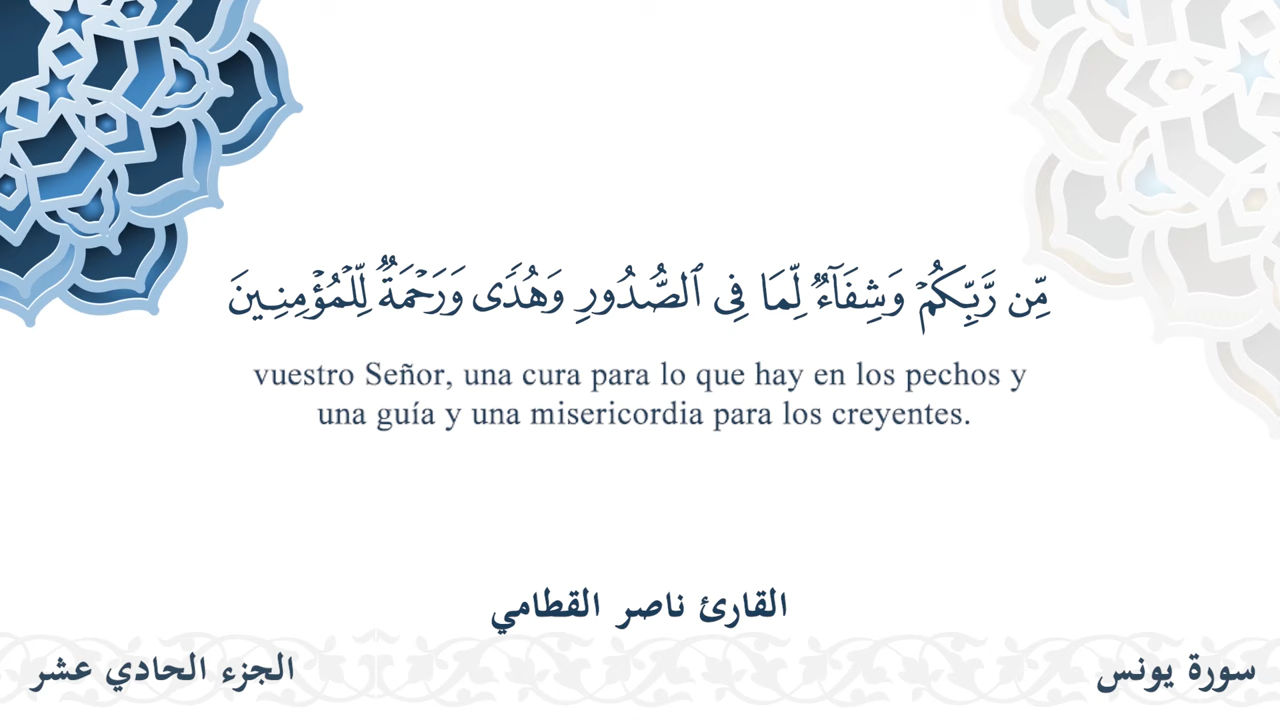 مِّن رَّبِّكُمْ وَشِفَآءٌ لِّمَا فِى ٱلصُّدُورِ وَهُدًى وَرَحْمَةٌ لِّلْمُؤْمِنِينَ
vuestro Señor, una cura para lo que hay en los pechos y
una guía y una misericordia para los creyentes.
القارئ ناصر القطامي
سورة يونس
الجزء الحادي عشر